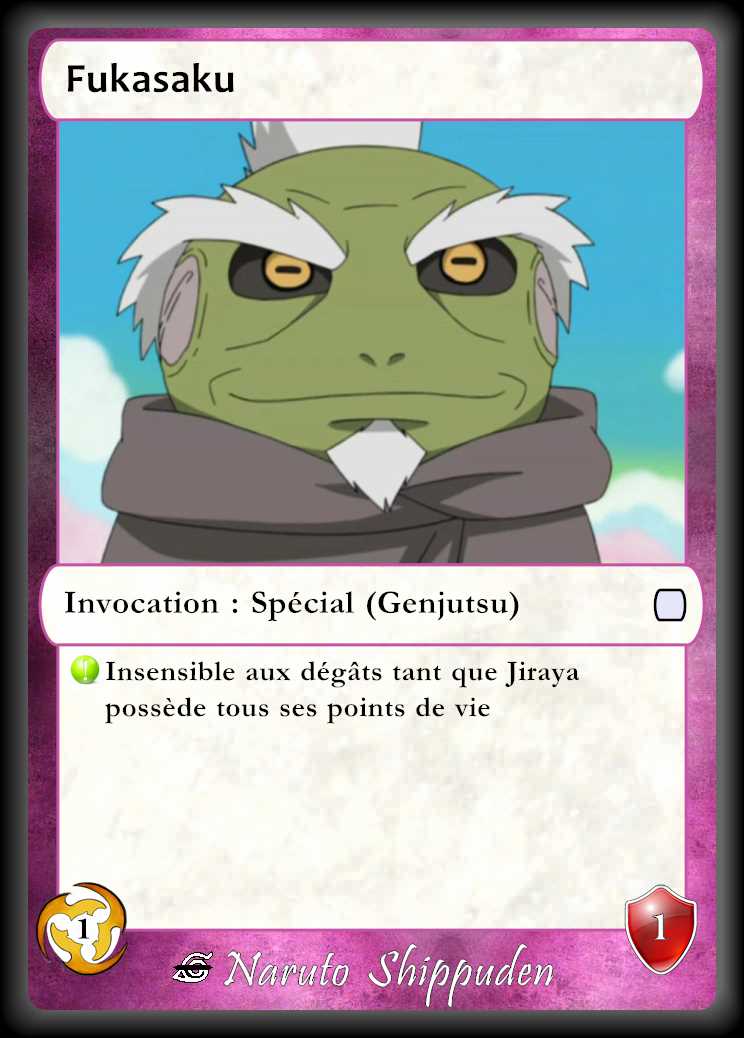 Fukasaku
Invocation : Spécial (Genjutsu)
! Insensible aux dégâts tant que Jiraya
possède tous ses points de vie
1
1
Naruto Shippuden